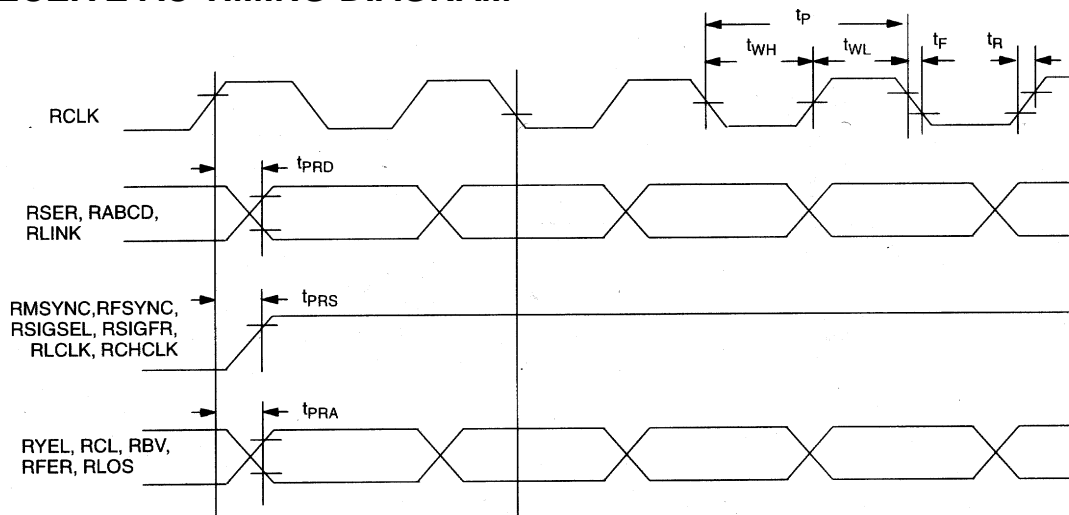 tP
tWH tWL tF tR
RCLK
tPRD
RSER, RABCD,
RLINK
tPRS
RMSYNC,RFSYNC,
RSIGSEL, RSIGFR,
RLCLK, RCHCLK
tPRA
RYEL, RCL, RBV,
RFER, RLOS